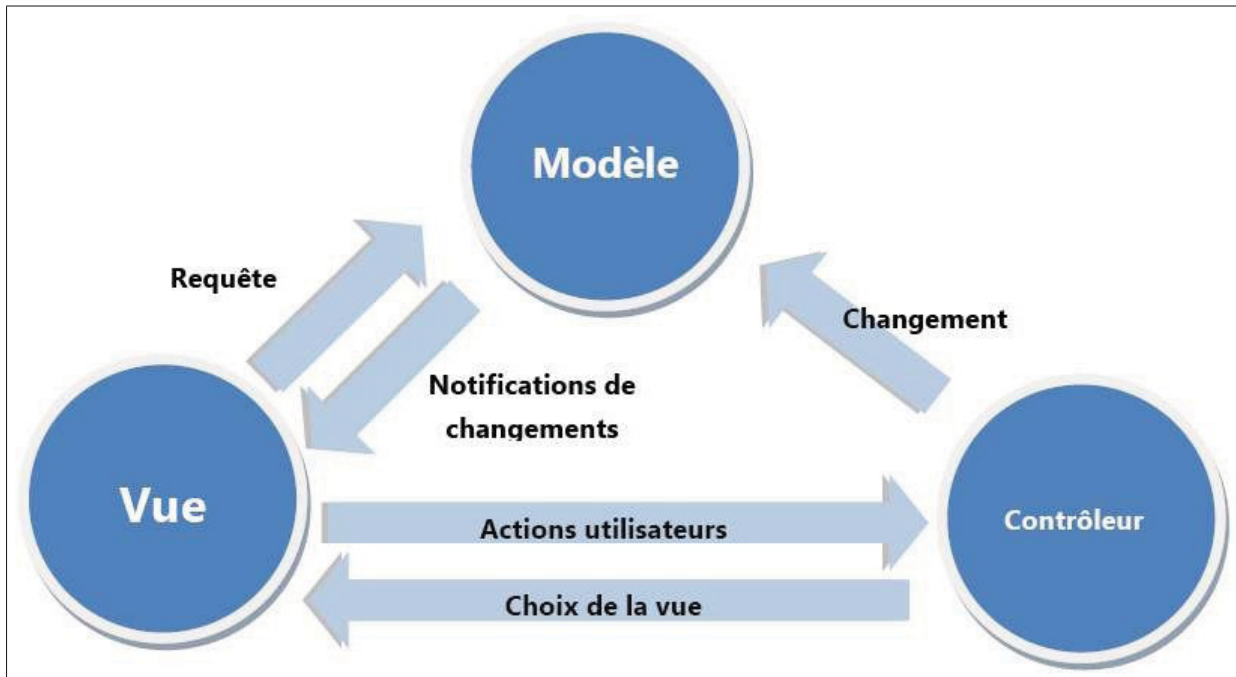 Modèle
Requête
Changement
Notifications de
changements
Vue
Actions utilisateurs
Contrôleur
Choix de la vue